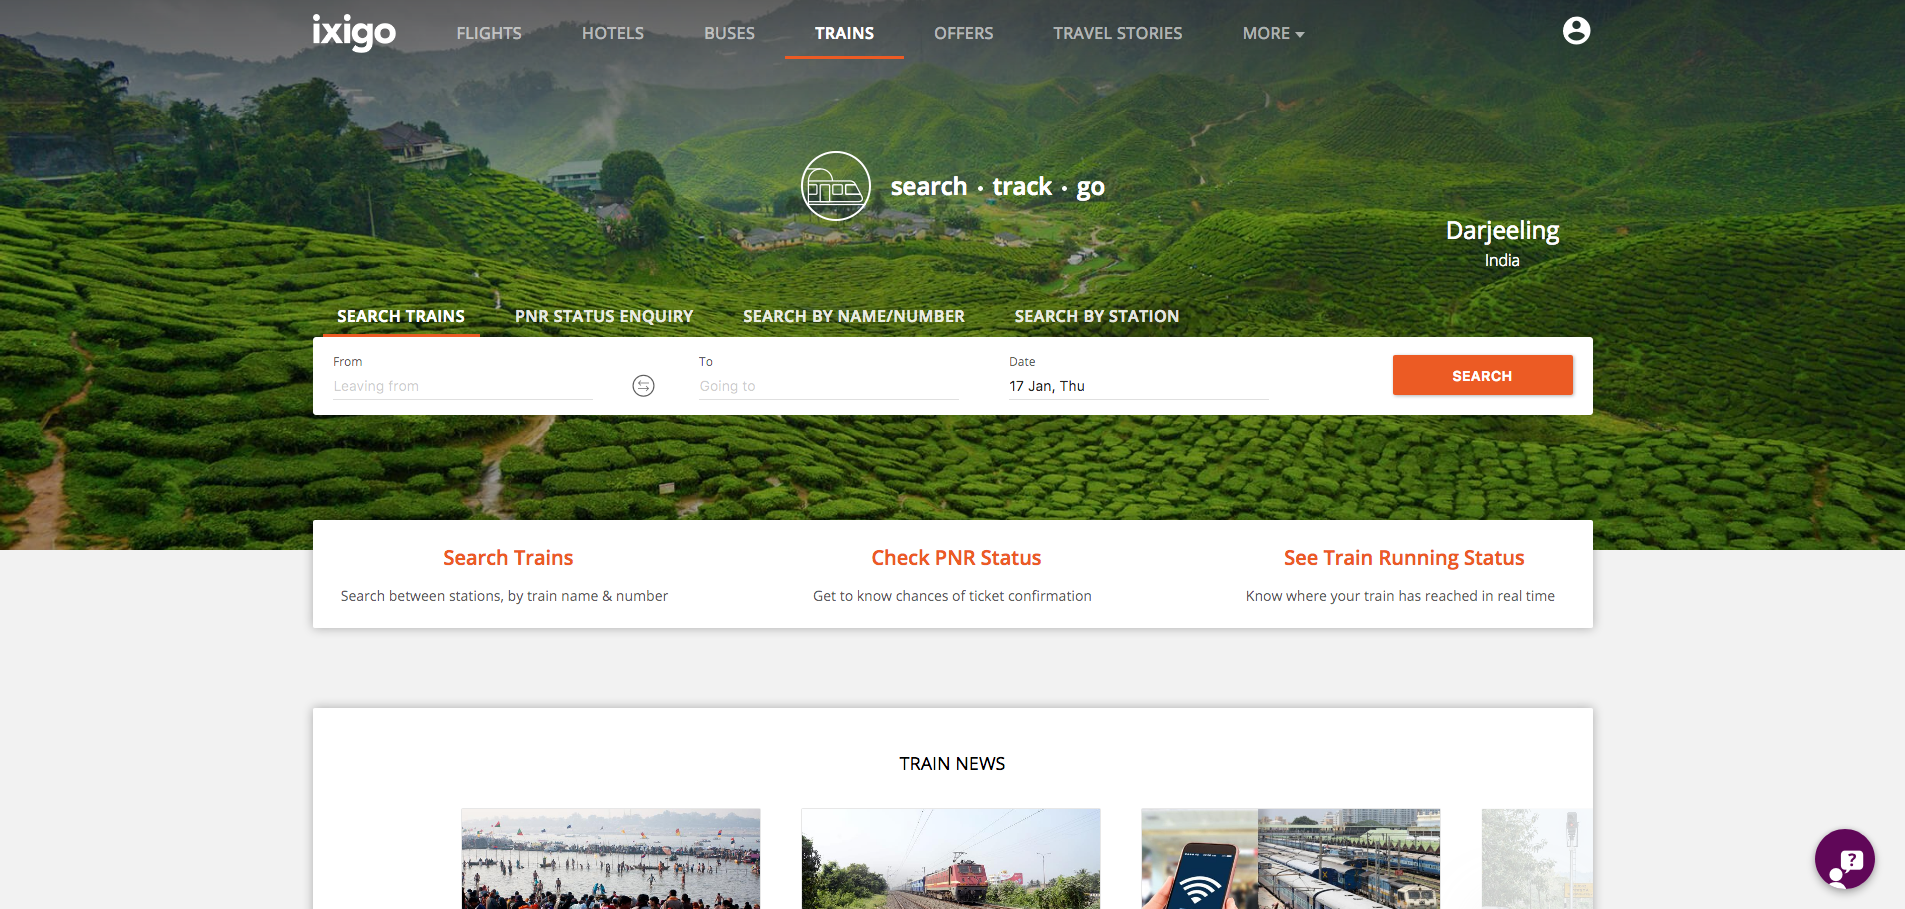 ixigo
FLIGHTS
HOTELS
BUSES
TRAINS
OFFERS
TRAVEL STORIES
MORE
search · track · go
Darjeeling
India
SEARCH TRAINS
PNR STATUS ENQUIRY
SEARCH BY NAME/NUMBER
SEARCH BY STATION
From
Leaving from
To
Going to
Date
17 Jan, Thu
SEARCH
Search Trains
Search between stations, by train name & number
Check PNR Status
Get to know chances of ticket confirmation
See Train Running Status
Know where your train has reached in real time
TRAIN NEWS
?